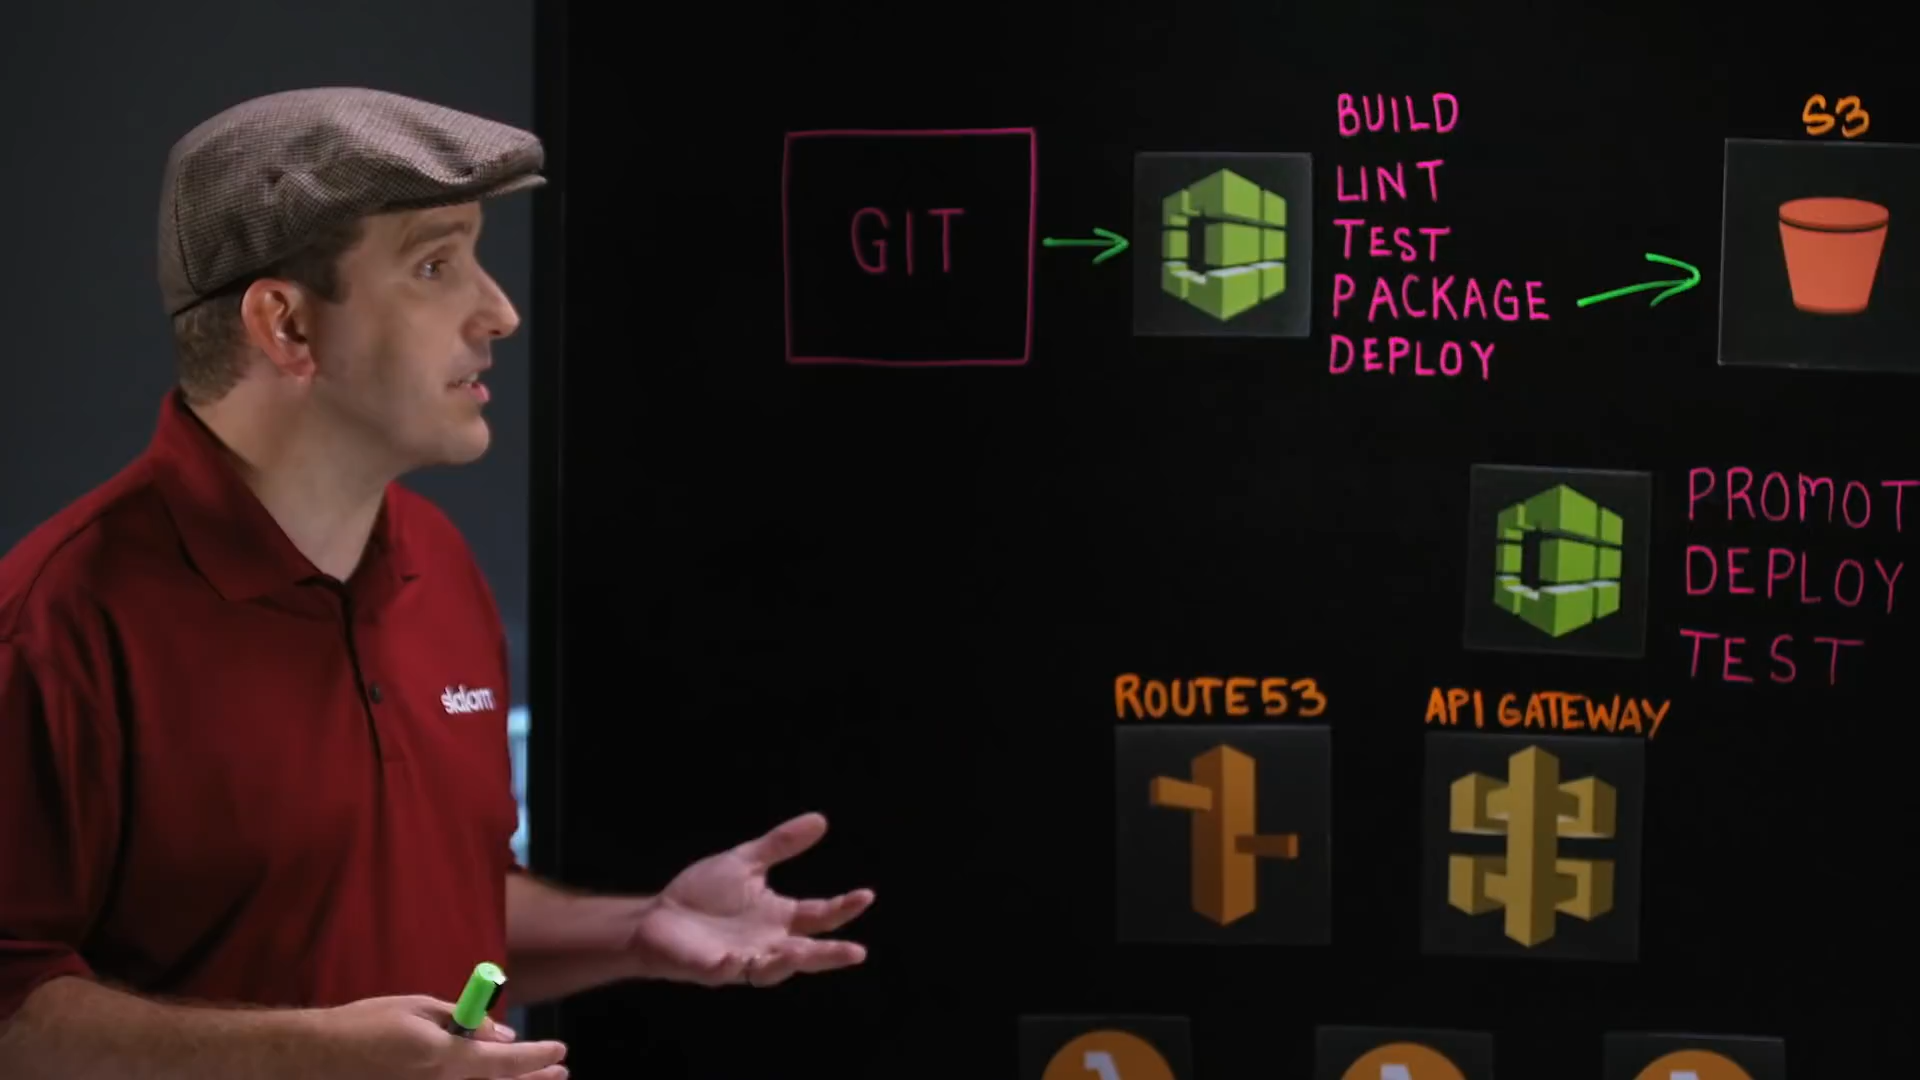 BUILD
LINT
TEST
PACKAGE
DEPLOY
S3
GIT
PROMOT
DEPLOY
TEST
ROUTE53
API GATEWAY
slalom